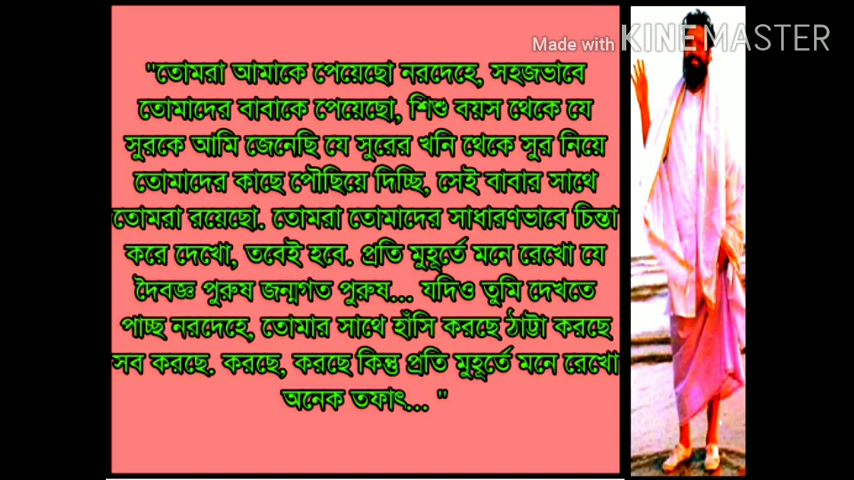 Made with KINEMASTER
"তোমরা আমাকে পেয়েছো নরদেহে, সহজভাবে
তোমাদের বাবাকে পেয়েছো, শিশু বয়স থেকে যে
সুরকে আমি জেনেছি যে সুরের খনি থেকে সুর নিয়ে
তোমাদের কাছে পৌছিয়ে দিচ্ছি, সেই বাবার সাথে
তোমরা রয়েছো. তোমরা তোমাদের সাধারণভাবে চিন্তা
করে দেখো, তবেই হবে. প্রতি মুহূর্তে মনে রেখো যে
দৈবজ্ঞ পুরুষ জন্মগত পুরুষ... যদিও তুমি দেখতে
পাচ্ছ নরদেহে, তোমার সাথে হাঁসি করছে ঠাট্টা করছে
সব করছে. করছে, করছে কিন্তু প্রতি মুহূর্তে মনে রেখো
অনেক তফাৎ... "